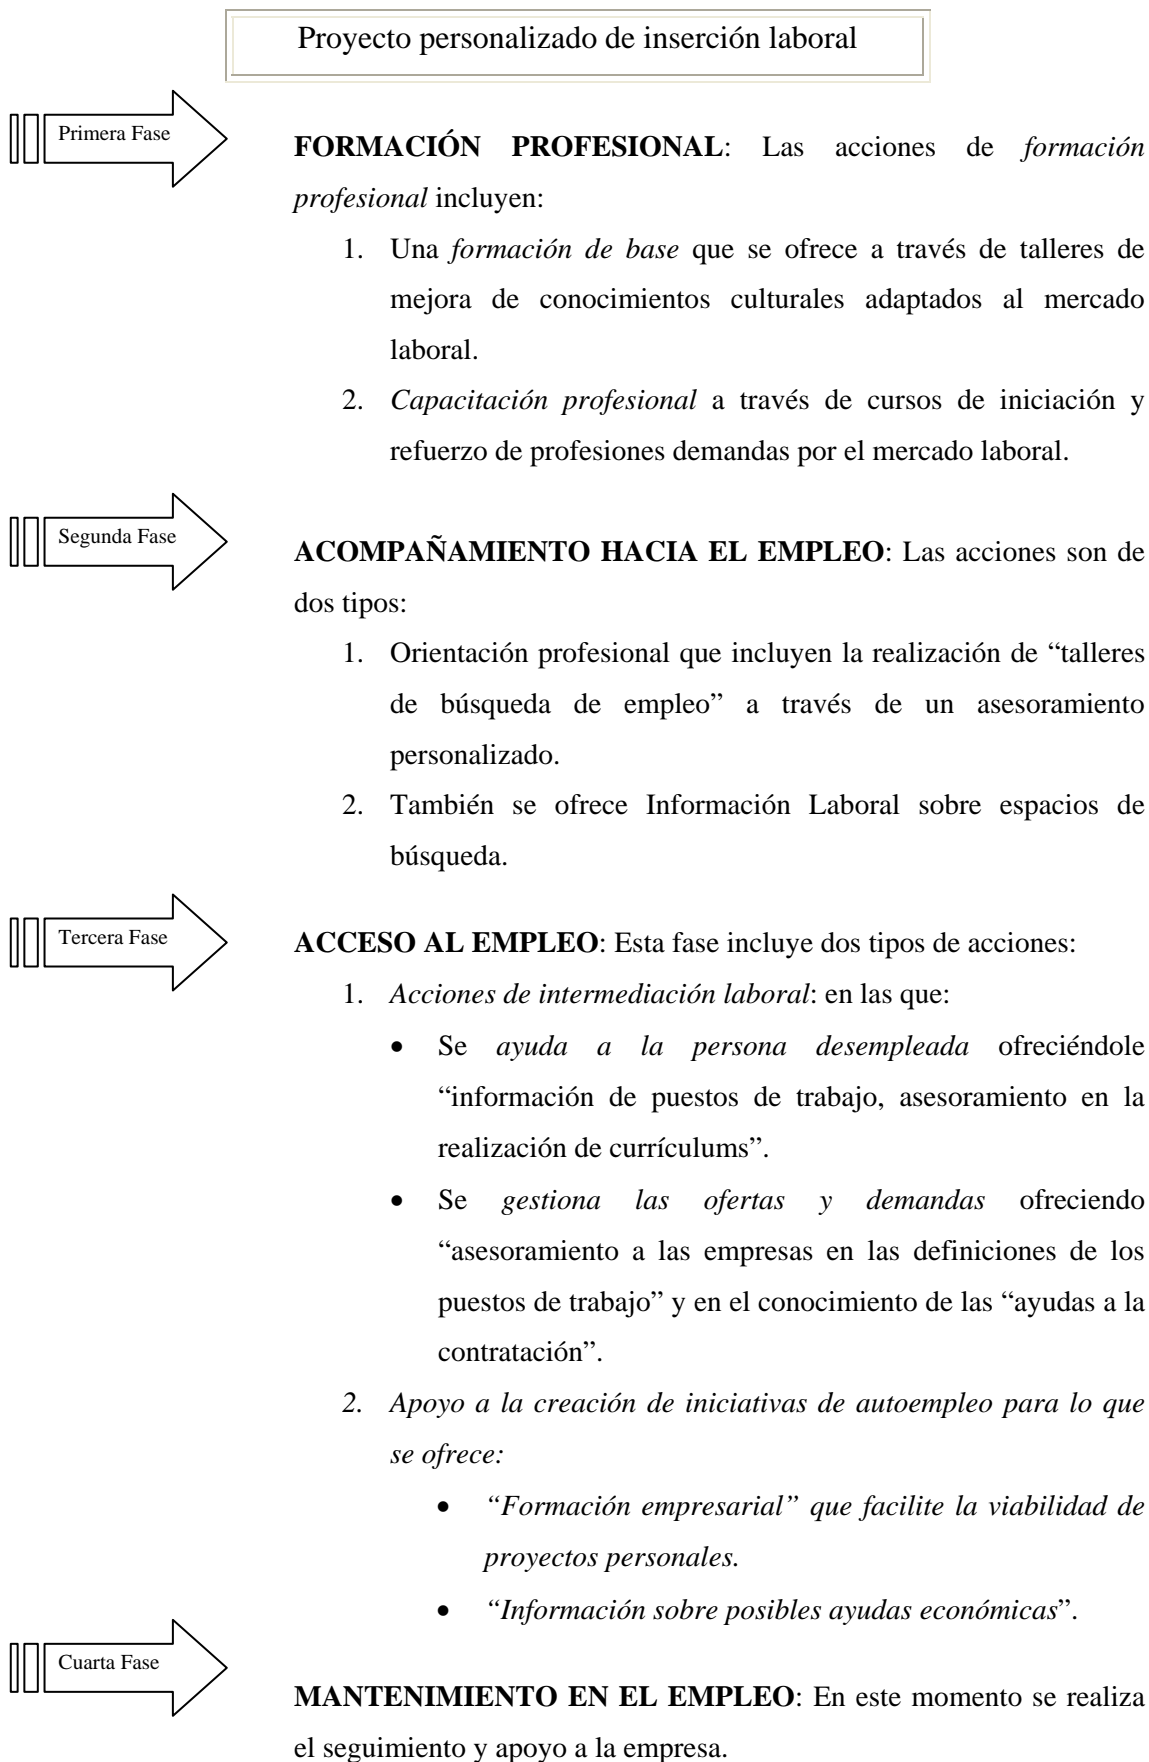 Proyecto personalizado de inserción laboral
Primera Fase
FORMACIÓN PROFESIONAL: Las acciones de formación
profesional incluyen:
1. Una formación de base que se ofrece a través de talleres de
mejora de conocimientos culturales adaptados al mercado
laboral.
2. Capacitación profesional a través de cursos de iniciación y
refuerzo de profesiones demandas por el mercado laboral.
Segunda Fase
ACOMPAÑAMIENTO HACIA EL EMPLEO: Las acciones son de
dos tipos:
1. Orientación profesional que incluyen la realización de “talleres
de búsqueda de empleo” a través de un asesoramiento
personalizado.
2. También se ofrece Información Laboral sobre espacios de
búsqueda.
Tercera Fase
ACCESO AL EMPLEO: Esta fase incluye dos tipos de acciones:
1. Acciones de intermediación laboral: en las que:
• Se ayuda a la persona desempleada ofreciéndole
“información de puestos de trabajo, asesoramiento en la
realización de currículums”.
• Se gestiona las ofertas y demandas ofreciendo
“asesoramiento a las empresas en las definiciones de los
puestos de trabajo” y en el conocimiento de las “ayudas a la
contratación”.
2. Apoyo a la creación de iniciativas de autoempleo para lo que
se ofrece:
• “Formación empresarial” que facilite la viabilidad de
proyectos personales.
• “Información sobre posibles ayudas económicas”.
Cuarta Fase
MANTENIMIENTO EN EL EMPLEO: En este momento se realiza
el seguimiento y apoyo a la empresa.